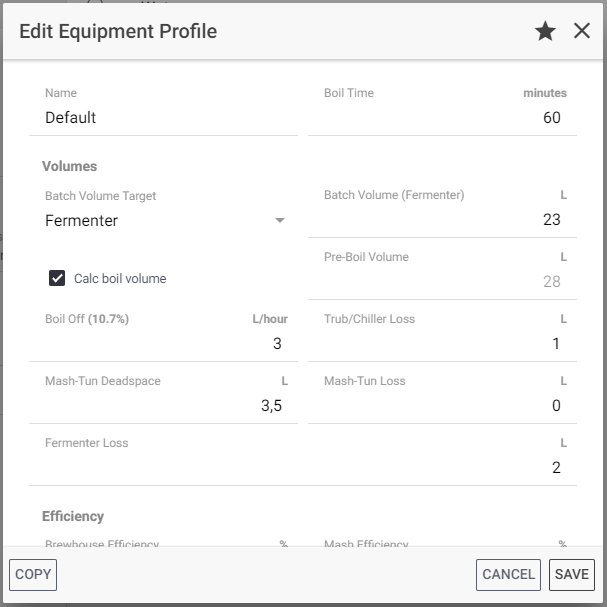 Edit Equipment Profile
Name
Boil Time minutes
Default
60
Volumes
Batch Volume Target
Batch Volume (Fermenter) L
Fermenter
23
Pre-Boil Volume L
Calc boil volume
28
Boil Off (10.7%) L/hour
Trub/Chiller Loss L
3
1
Mash-Tun Deadspace L
Mash-Tun Loss L
3,5
0
Fermenter Loss L
2
Efficiency
Brewhouse Efficiency %
Mash Efficiency %
COPY
CANCEL
SAVE